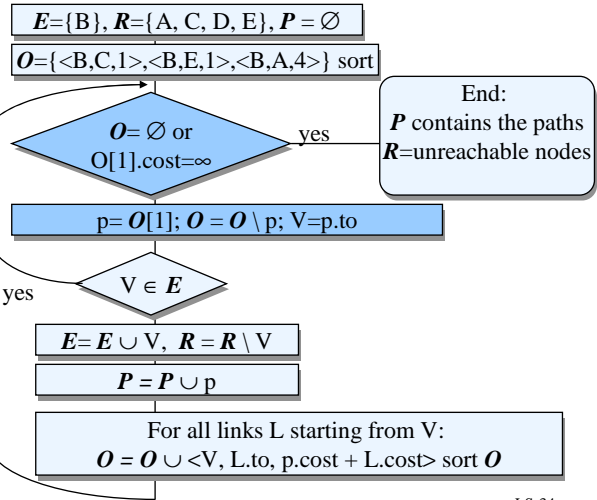 E={B}, R={A, C, D, E}, P = ∅
O={<B,C,1>,<B,E,1>,<B,A,4>} sort
O= ∅ or
O[1].cost=∞
yes
End:
P contains the paths
R=unreachable nodes
p= O[1]; O = O \ p; V=p.to
V ∈ E
yes
E= E ∪ V, R = R \ V
P = P ∪ p
For all links L starting from V:
O = O ∪ <V, L.to, p.cost + L.cost> sort O